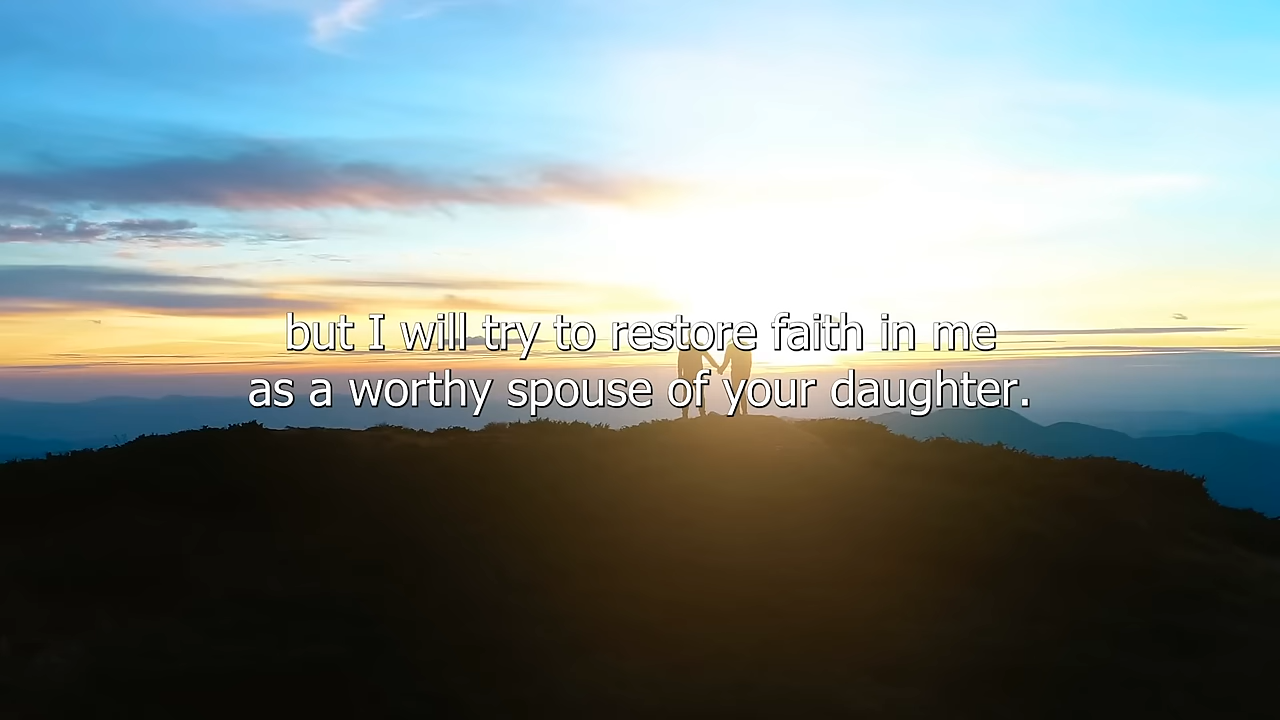 but I will try to restore faith in me
as a worthy spouse of your daughter.